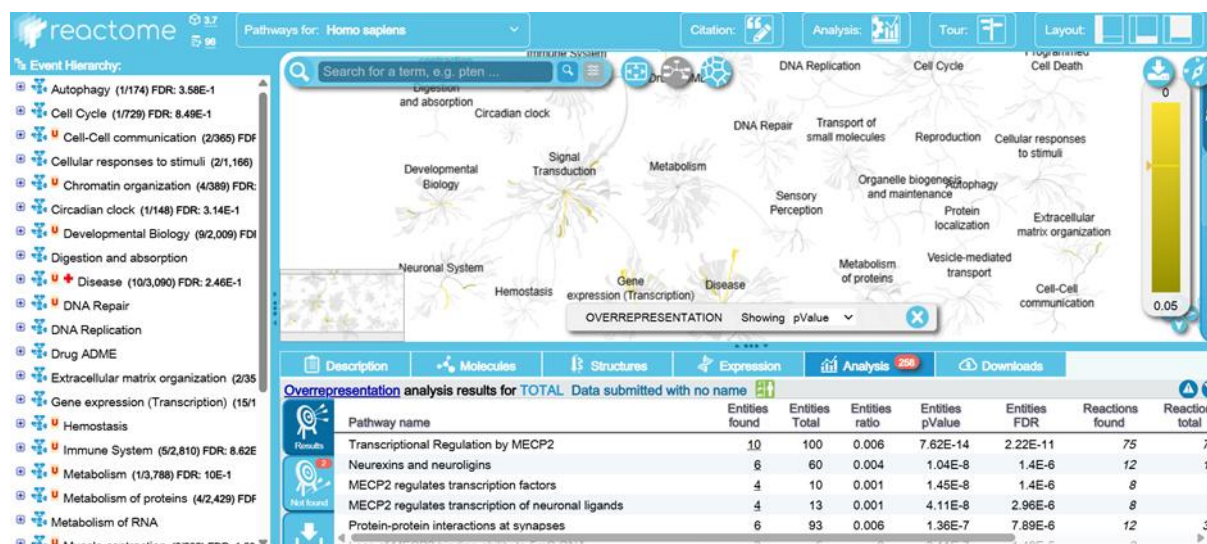 reactome 3.7 96 Pathways for: Homo sapiens Citation: Analysis: Tour: Layout:
Event Hierarchy:
Autophagy (1/174) FDR: 3.58E-1
Cell Cycle (1/729) FDR: 8.49E-1
U Cell-Cell communication (2/365) FDF
Cellular responses to stimuli (2/1,166)
U Chromatin organization (4/389) FDR:
Circadian clock (1/148) FDR: 3.14E-1
U Developmental Biology (9/2,009) FDI
Digestion and absorption
U Disease (10/3,090) FDR: 2.46E-1
U DNA Repair
DNA Replication
Drug ADME
Extracellular matrix organization (2/35
Gene expression (Transcription) (15/1
U Hemostasis
U Immune System (5/2,810) FDR: 8.62E
U Metabolism (1/3,788) FDR: 10E-1
U Metabolism of proteins (4/2,429) FDF
Metabolism of RNA
Immune System
Search for a term, e.g. pten ...
DNA Replication
Cell Cycle
Programmed
Cell Death
Digestion
and absorption
Circadian clock
DNA Repair
Transport of
small molecules
Reproduction
Cellular responses
to stimuli
Developmental
Biology
Signal
Transduction
Metabolism
Sensory
Perception
Organelle biogenesis
and maintenance
Autophagy
Protein
localization
Extracellular
matrix organization
Neuronal System
Hemostasis
Gene
expression (Transcription)
Disease
Metabolism
of proteins
Vesicle-mediated
transport
Cell-Cell
communication
0
0.05
OVERREPRESENTATION Showing pValue
Description Molecules Structures Expression Analysis 256 Downloads
Overrepresentation analysis results for TOTAL Data submitted with no name
Results
2
Not found
Pathway name Entities found Entities Total Entities ratio Entities pValue Entities FDR Reactions found Reaction total
Transcriptional Regulation by MECP2 10 100 0.006 7.62E-14 2.22E-11 75
Neurexins and neuroligins 6 60 0.004 1.04E-8 1.4E-6 12
MECP2 regulates transcription factors 4 10 0.001 1.45E-8 1.4E-6 8
MECP2 regulates transcription of neuronal ligands 4 13 0.001 4.11E-8 2.96E-6 8
Protein-protein interactions at synapses 6 93 0.006 1.36E-7 7.89E-6 12